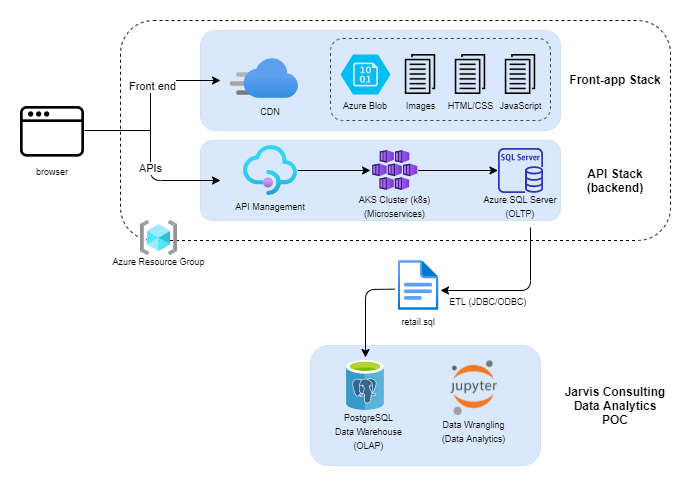 Front end
CDN
10
01
Azure Blob
Images
HTML/CSS
JavaScript
Front-app Stack
browser
APIs
API Management
AKS Cluster (k8s)
(Microservices)
SQL Server
Azure SQL Server
(OLTP)
API Stack
(backend)
Azure Resource Group
retail.sql
ETL (JDBC/ODBC)
PostgreSQL
Data Warehouse
(OLAP)
jupyter
Data Wrangling
(Data Analytics)
Jarvis Consulting
Data Analytics
POC